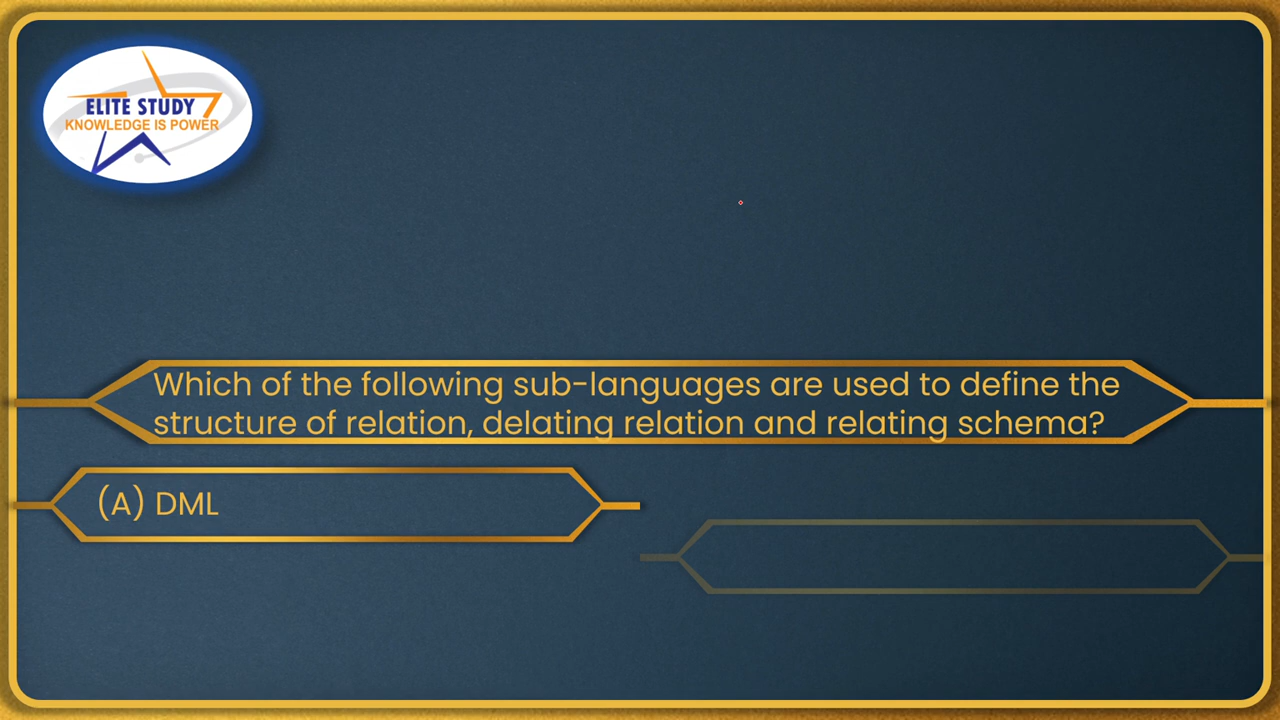 ELITE STUDY
KNOWLEDGE IS POWER
Which of the following sub-languages are used to define the
structure of relation, delating relation and relating schema?
(A) DML